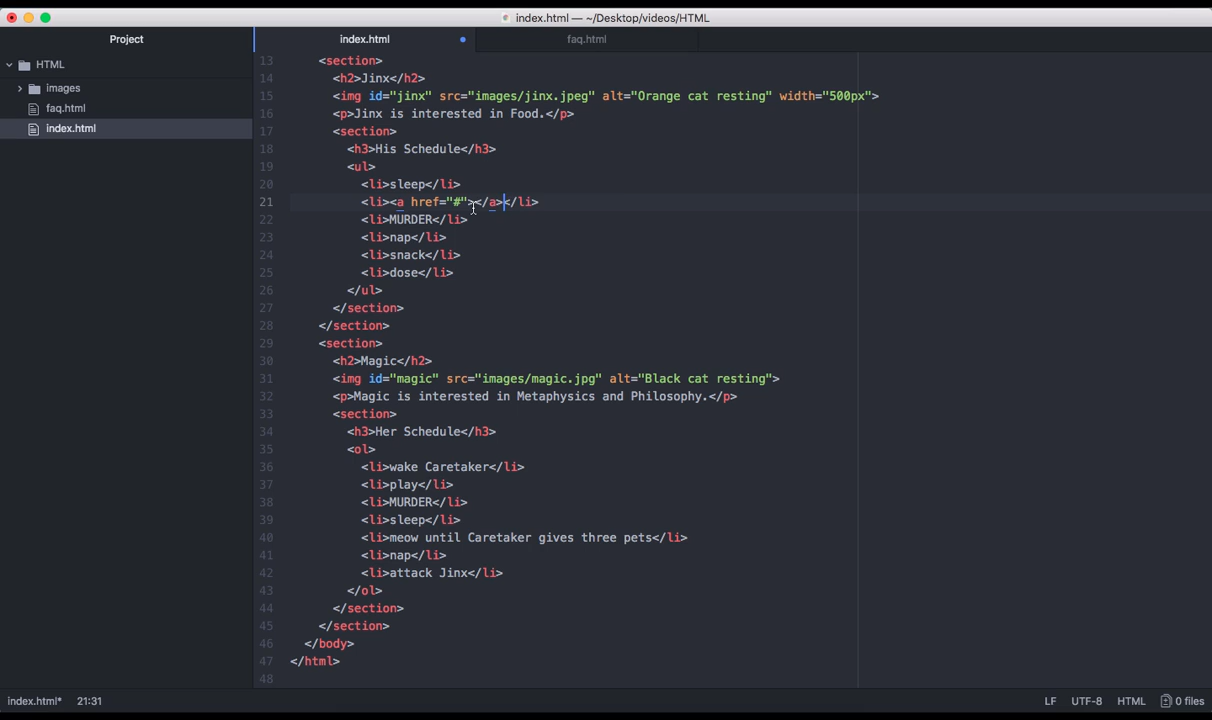 index.html — ~/Desktop/videos/HTML
Project
index.html
faq.html
HTML
images
faq.html
index.html
13 <section>
14 <h2>Jinx</h2>
15 <img id="jinx" src="images/jinx.jpeg" alt="Orange cat resting" width="500px">
16 <p>Jinx is interested in Food.</p>
17 <section>
18 <h3>His Schedule</h3>
19 <ul>
20 <li>sleep</li>
21 <li><a href="#"></a></li>
22 <li>MURDER</li>
23 <li>nap</li>
24 <li>snack</li>
25 <li>dose</li>
26 </ul>
27 </section>
28 </section>
29 <section>
30 <h2>Magic</h2>
31 <img id="magic" src="images/magic.jpg" alt="Black cat resting">
32 <p>Magic is interested in Metaphysics and Philosophy.</p>
33 <section>
34 <h3>Her Schedule</h3>
35 <ol>
36 <li>wake Caretaker</li>
37 <li>play</li>
38 <li>MURDER</li>
39 <li>sleep</li>
40 <li>meow until Caretaker gives three pets</li>
41 <li>nap</li>
42 <li>attack Jinx</li>
43 </ol>
44 </section>
45 </section>
46 </body>
47 </html>
48
index.html* 21:31 LF UTF-8 HTML 0 files